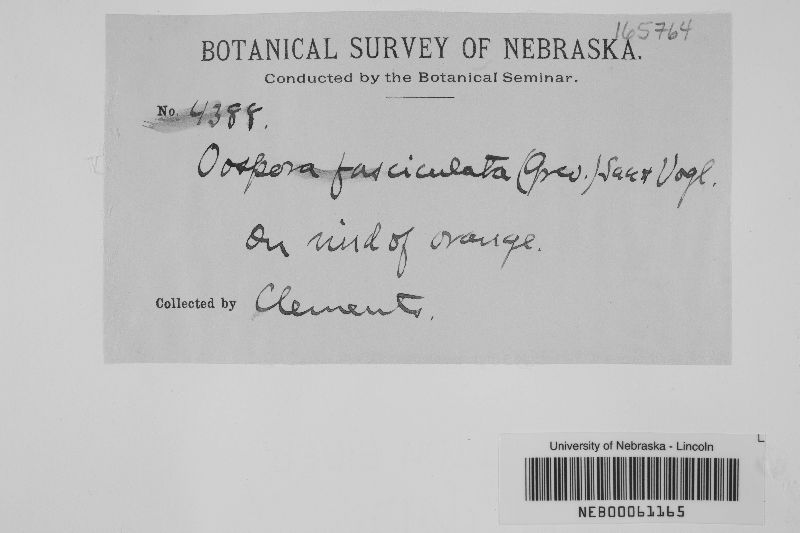 165764
BOTANICAL SURVEY OF NEBRASKA.
Conducted by the Botanical Seminar.
No. 4388.
Oospora fasciculata (Grev.) Sacc & Vogl.
On rind of orange.
Collected by Clements.
University of Nebraska - Lincoln
NEB00061165
L